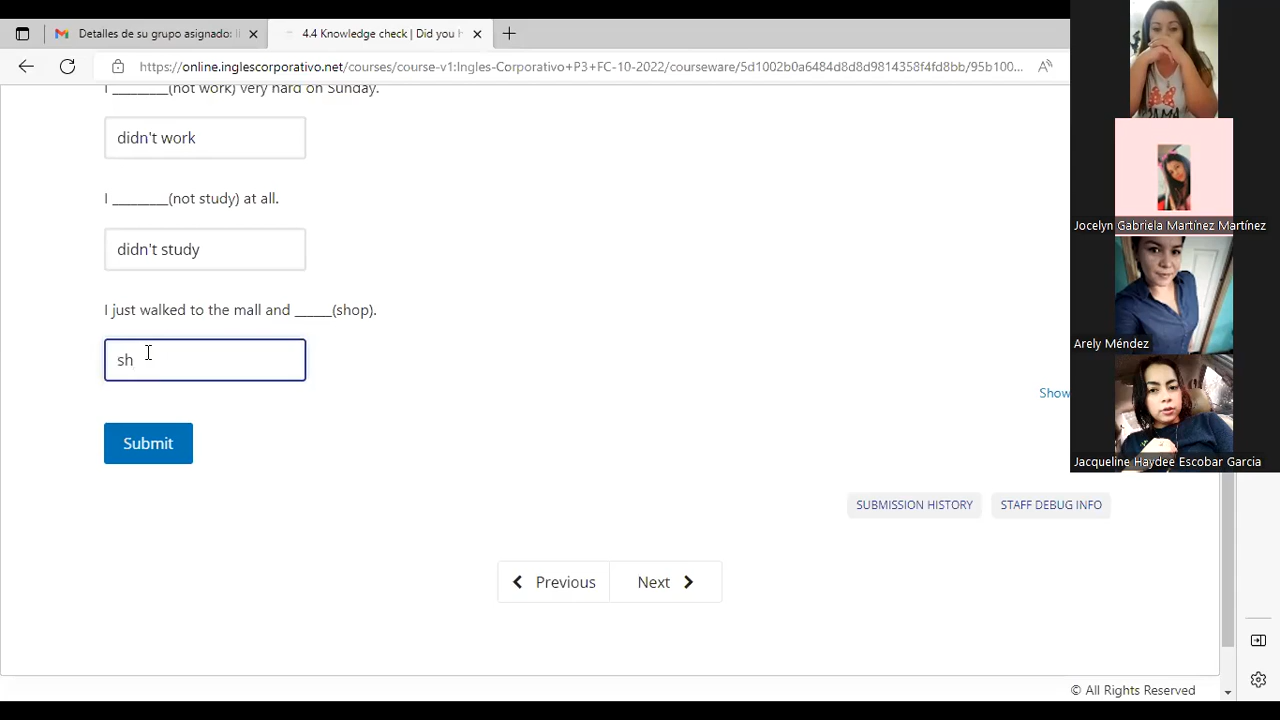 Detalles de su grupo asignado: I
4.4 Knowledge check | Did you h
https://online.inglescorporativo.net/courses/course-v1:Ingles-Corporativo+P3+FC-10-2022/courseware/5d1002b0a6484d8d8d9814358f4fd8bb/95b100...
I _________(not work) very hard on Sunday.
didn't work
I _________(not study) at all.
didn't study
I just walked to the mall and ______(shop).
sh
Show
Submit
SUBMISSION HISTORY
STAFF DEBUG INFO
Previous
Next
© All Rights Reserved
Jocelyn Gabriela Martínez Martínez
Arely Méndez
Jacqueline Haydee Escobar Garcia